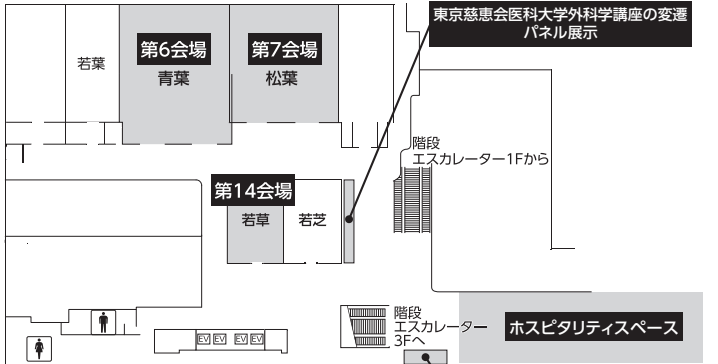 東京慈恵会医科大学外科学講座の変遷
パネル展示
第6会場
第7会場
若葉
青葉
松葉
階段
エスカレーター1Fから
第14会場
若草
若芝
階段
エスカレーター
3Fへ
ホスピタリティスペース
EV EV EV EV